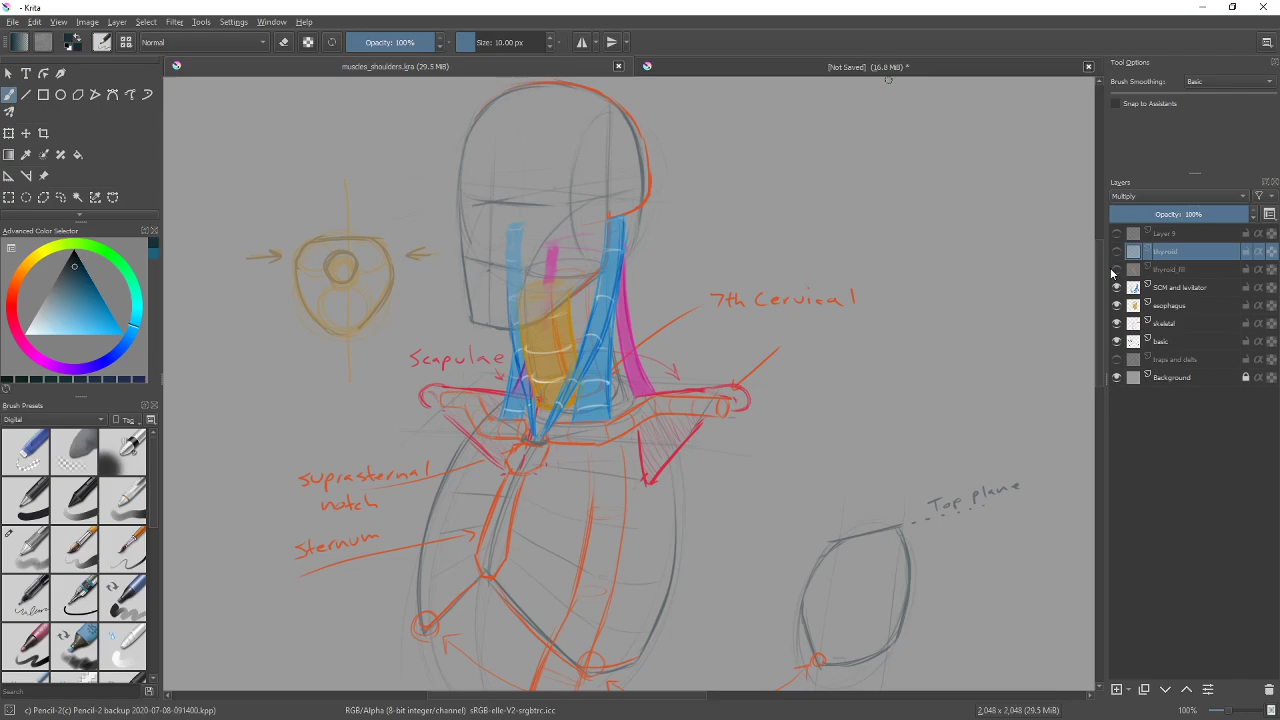 - Krita
File Edit View Image Layer Select Filter Tools Settings Window Help
Normal Opacity: 100% Size: 10.00 px
muscles_shoulders.kra (29.5 MiB) [Not Saved] (16.8 MiB) *
Tool Options
Brush Smoothing: Basic
Snap to Assistants
Layers
Multiply
Opacity: 100%
Layer 9
thyroid
thyroid_fill
SCM and levitator
esophagus
skeletal
basic
traps and delts
Background
Advanced Color Selector
Brush Presets
Digital Tag
Search
7th Cervical
Scapulae
suprasternal
notch
sternum
Top plane
c) Pencil-2(c) Pencil-2 backup 2020-07-08-091400.kpp) RGB/Alpha (8-bit integer/channel) sRGB-elle-V2-srgbtrc.icc 2,048 x 2,048 (29.5 MiB) 100%